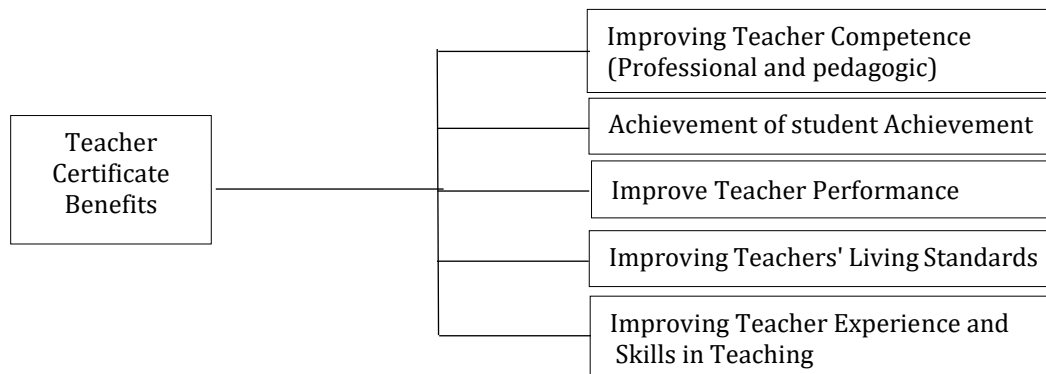 Teacher
Certificate
Benefits
Improving Teacher Competence
(Professional and pedagogic)
Achievement of student Achievement
Improve Teacher Performance
Improving Teachers' Living Standards
Improving Teacher Experience and
Skills in Teaching